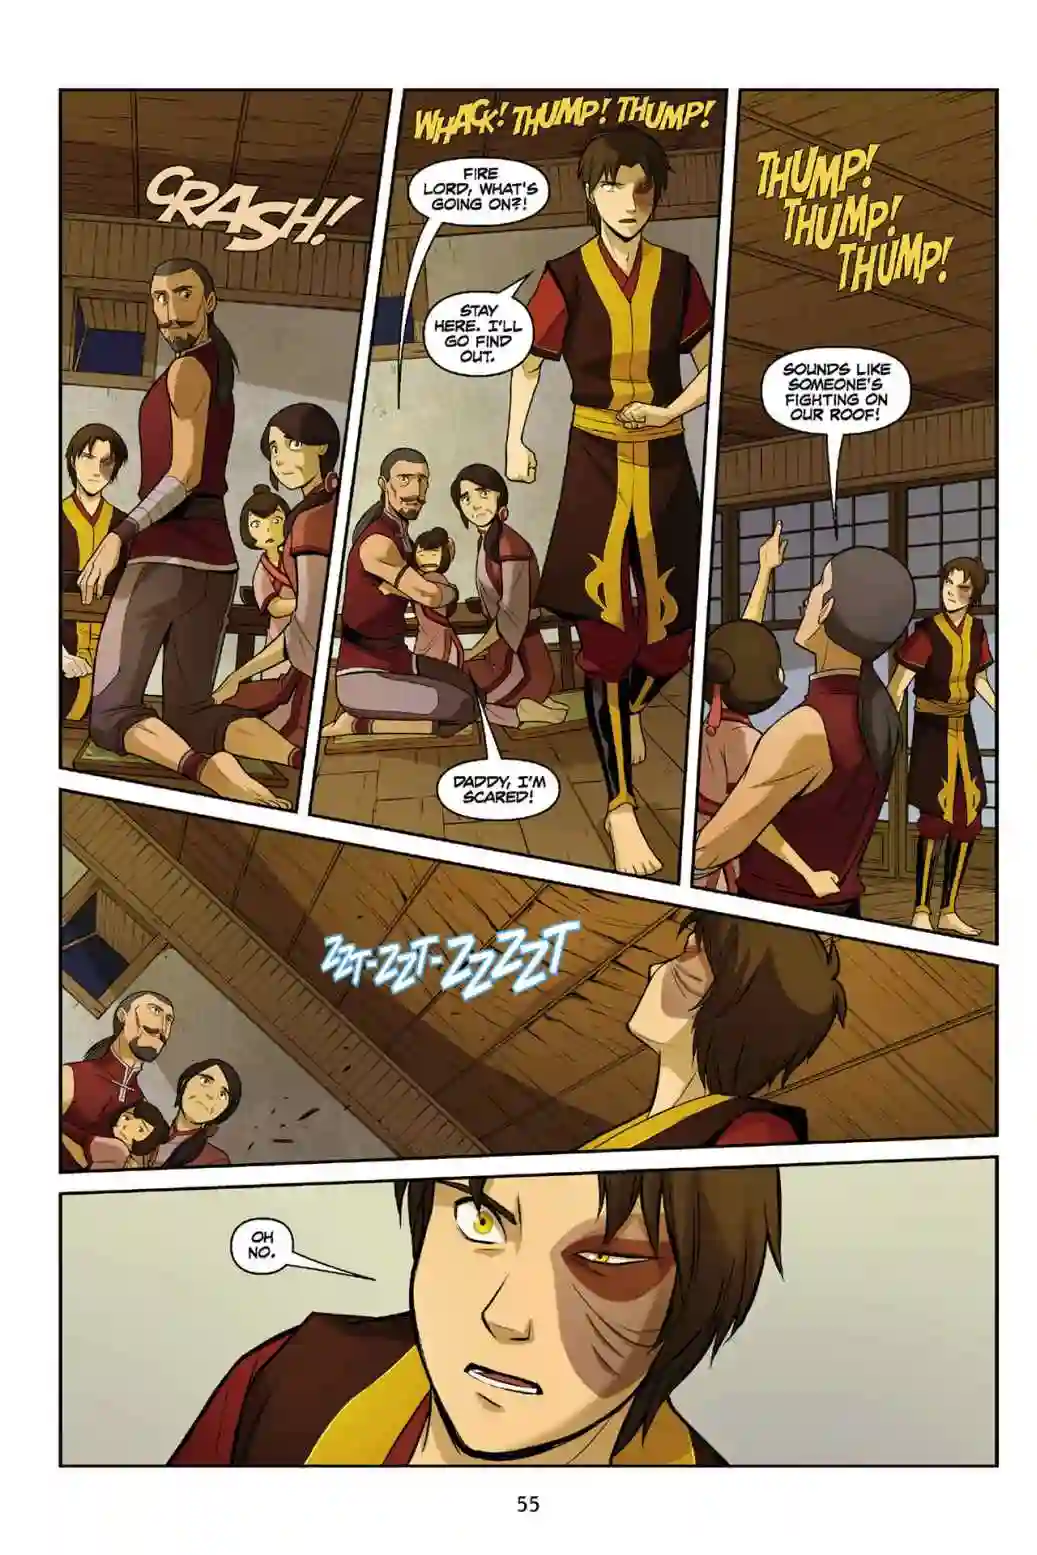 CRASH!
WHACK! THUMP! THUMP!
FIRE
LORD, WHAT'S
GOING ON?!
STAY
HERE. I'LL
GO FIND
OUT.
DADDY, I'M
SCARED!
THUMP!
THUMP!
THUMP!
SOUNDS LIKE
SOMEONE'S
FIGHTING ON
OUR ROOF!
ZZT-ZZT-ZZZZZT
OH
NO.
55